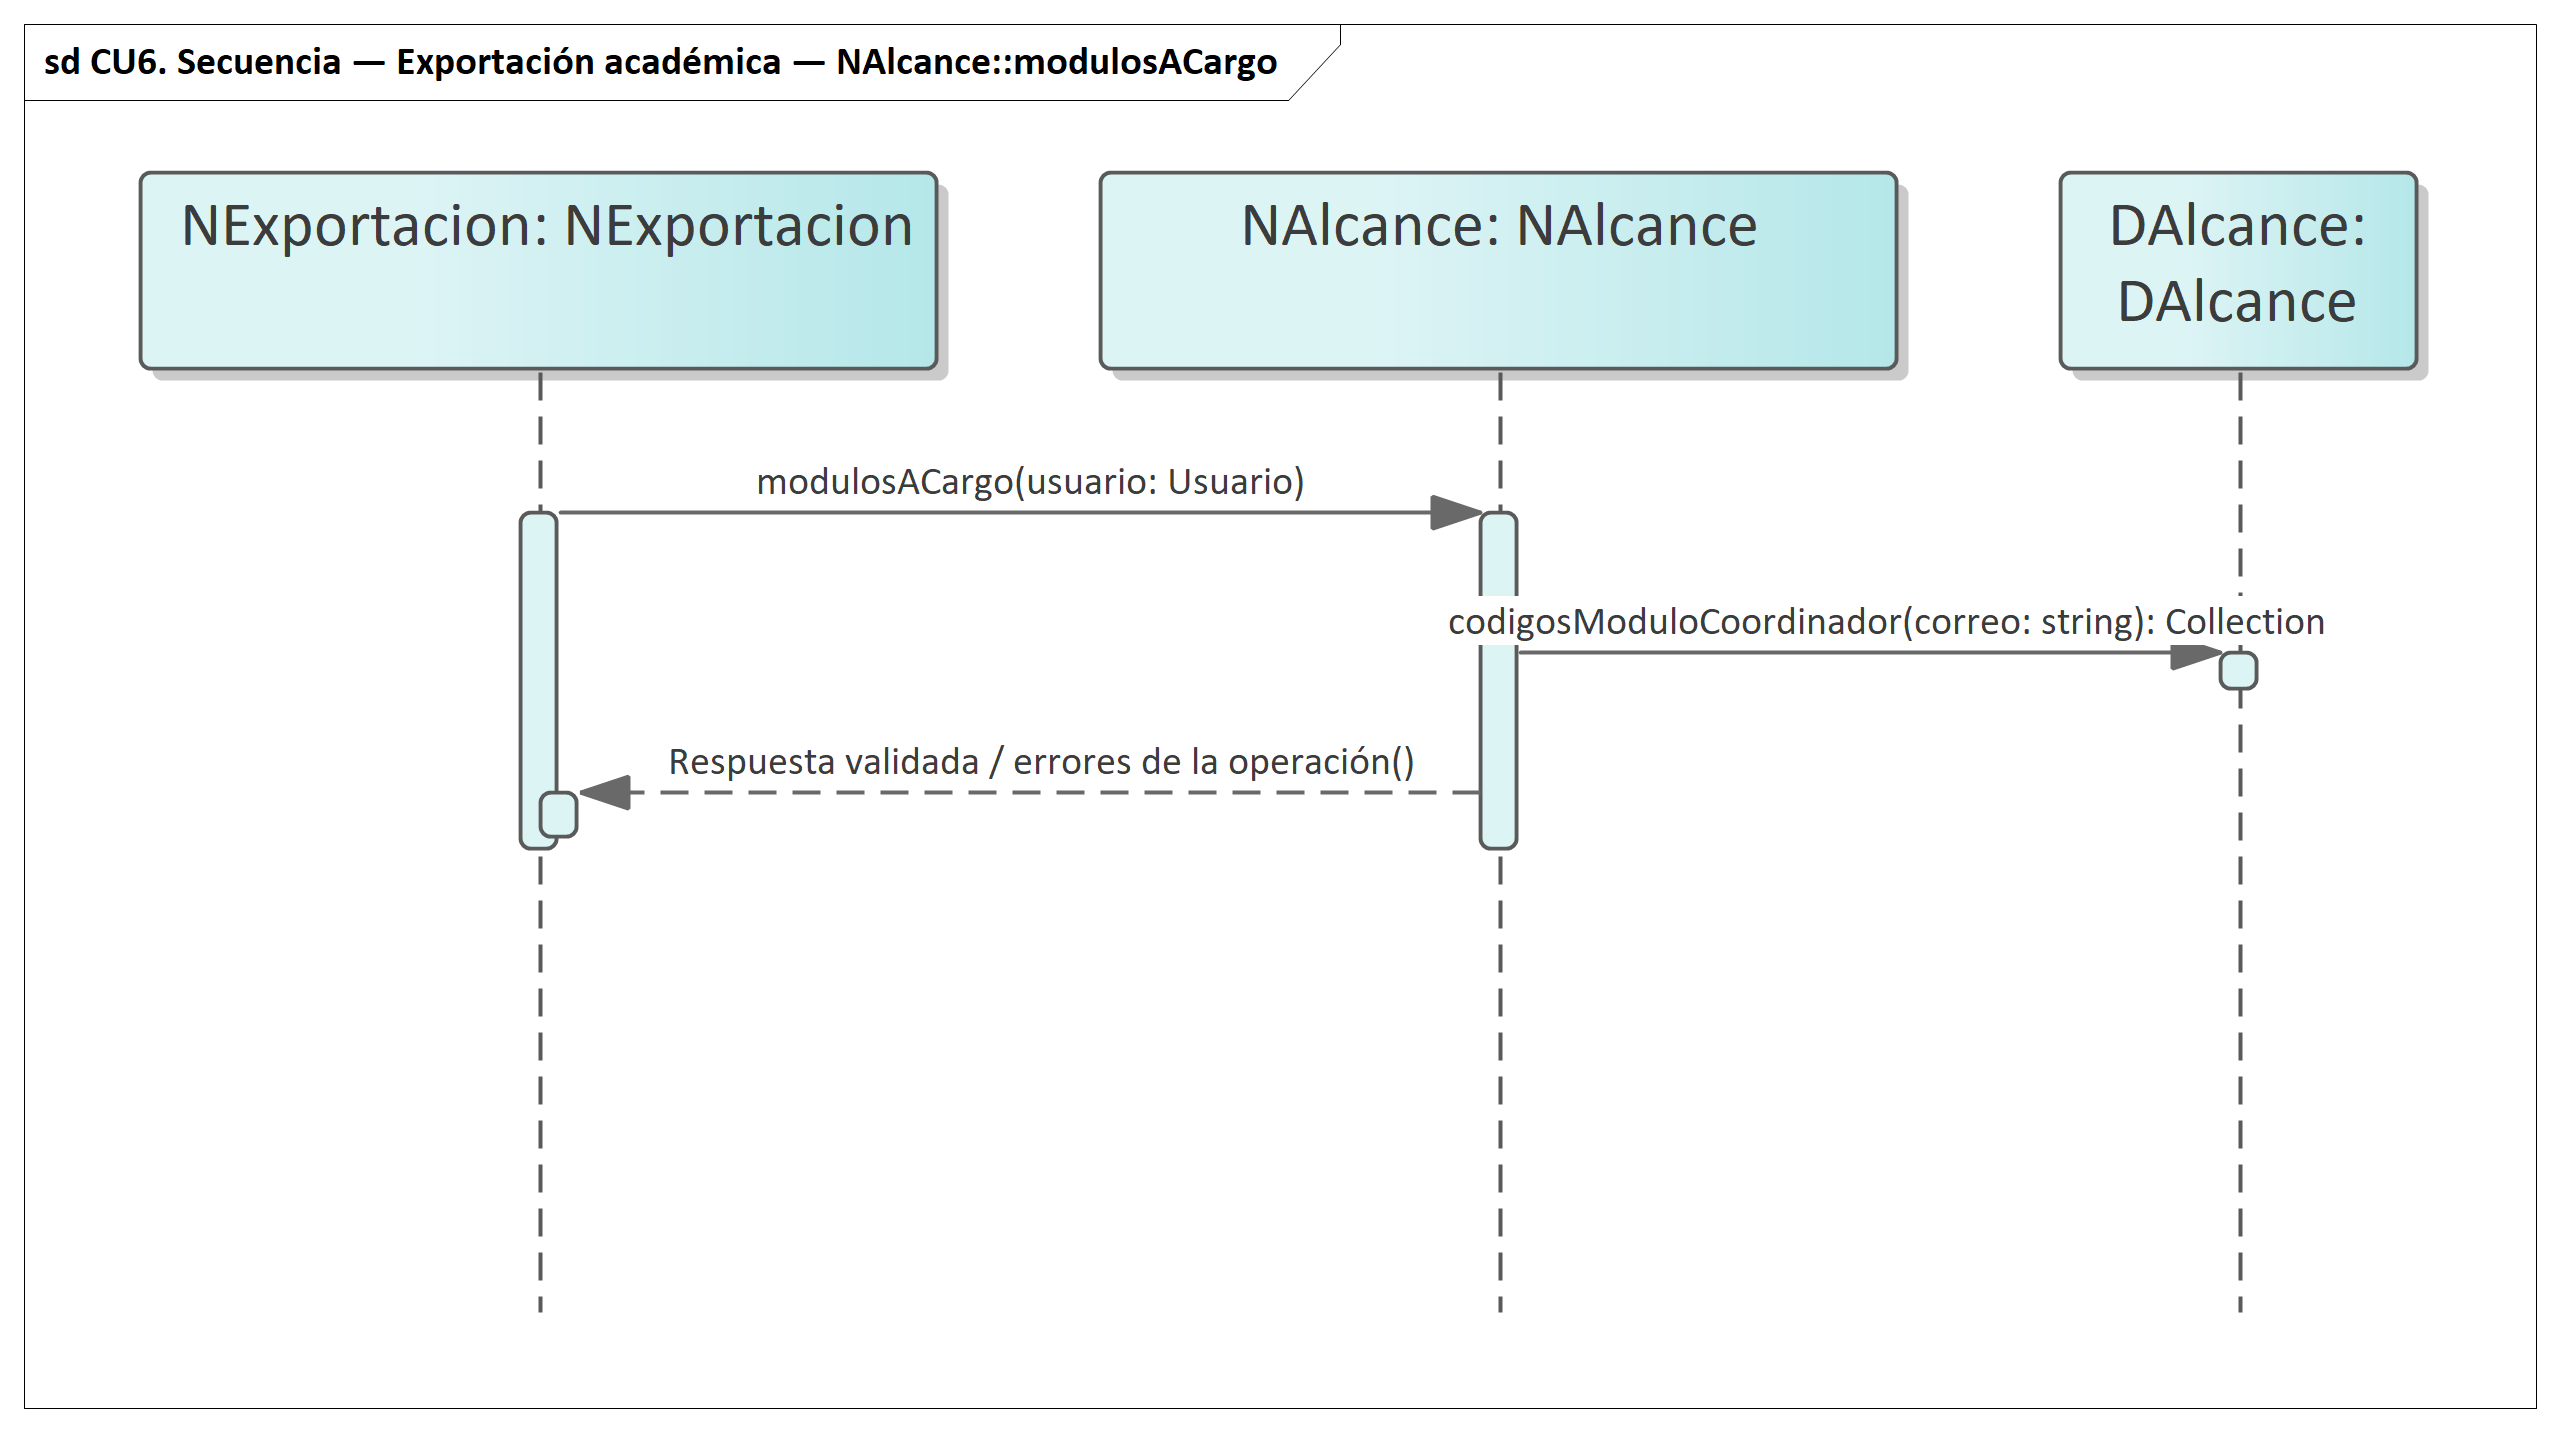 sd CU6. Secuencia — Exportación académica — NAlcance::modulosACargo
NExportacion: NExportacion
NAlcance: NAlcance
DAlcance:
DAlcance
modulosACargo(usuario: Usuario)
codigosModuloCoordinador(correo: string): Collection
Respuesta validada / errores de la operación()